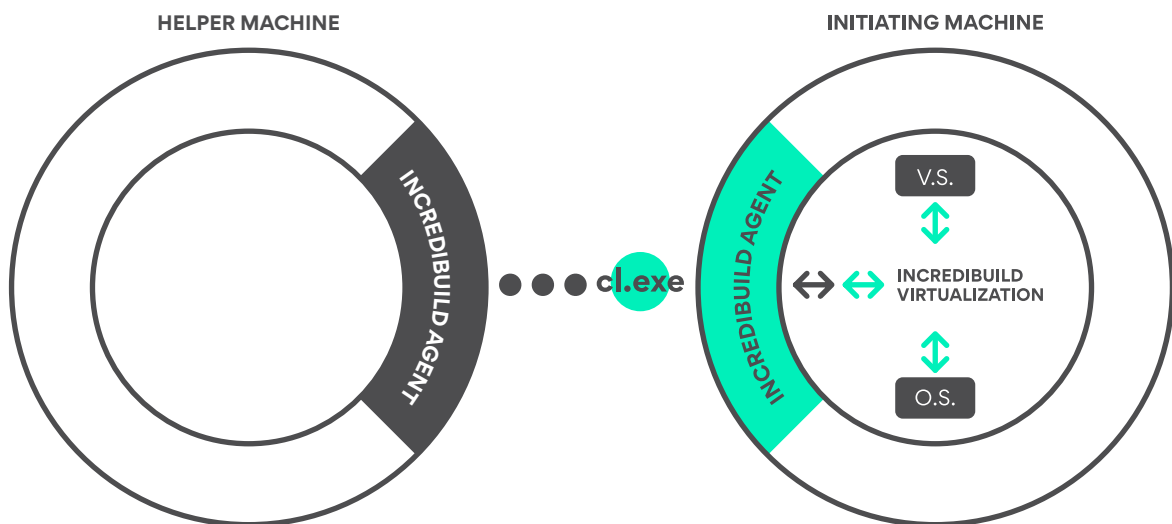 HELPER MACHINE
INITIATING MACHINE
INCREDIBUILD AGENT
cl.exe
INCREDIBUILD AGENT
V.S.
INCREDIBUILD
VIRTUALIZATION
O.S.